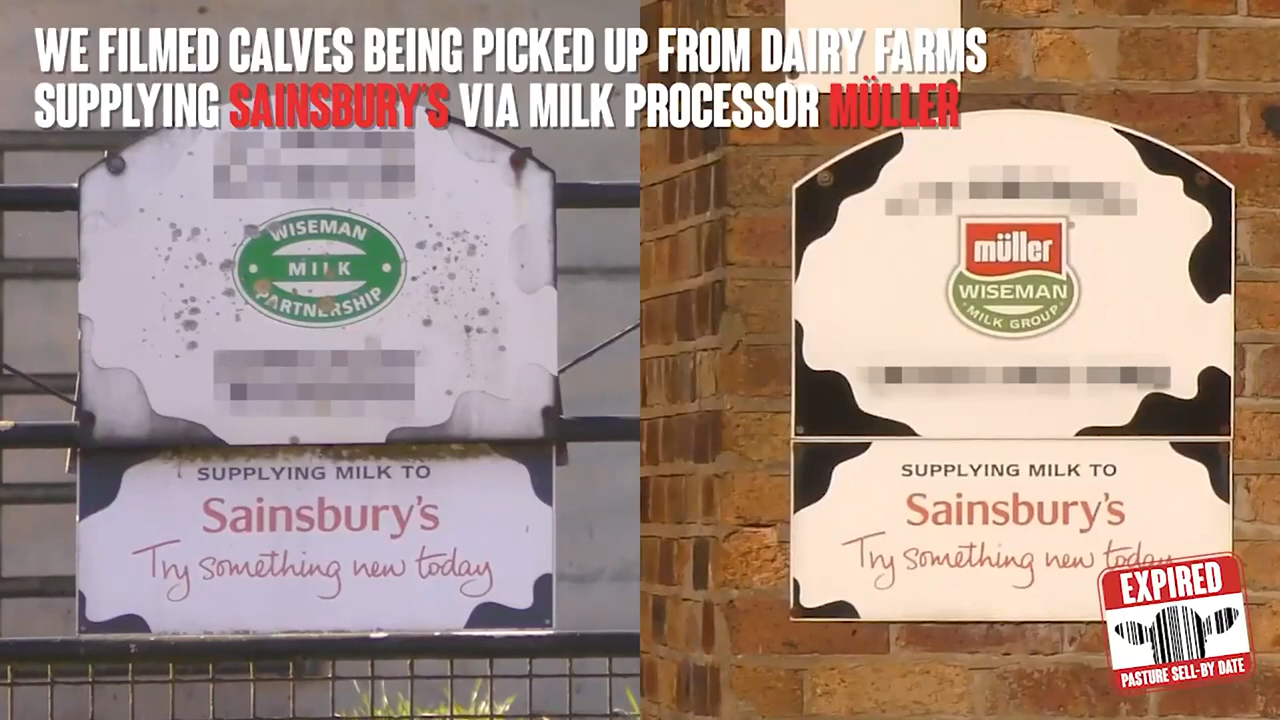 WE FILMED CALVES BEING PICKED UP FROM DAIRY FARMS
SUPPLYING SAINSBURY'S VIA MILK PROCESSOR MÜLLER
WISEMAN
MILK
PARTNERSHIP
SUPPLYING MILK TO
Sainsbury's
Try something new today
müller
WISEMAN
MILK GROUP
SUPPLYING MILK TO
Sainsbury's
Try something new today
EXPIRED
PASTURE SELL-BY DATE